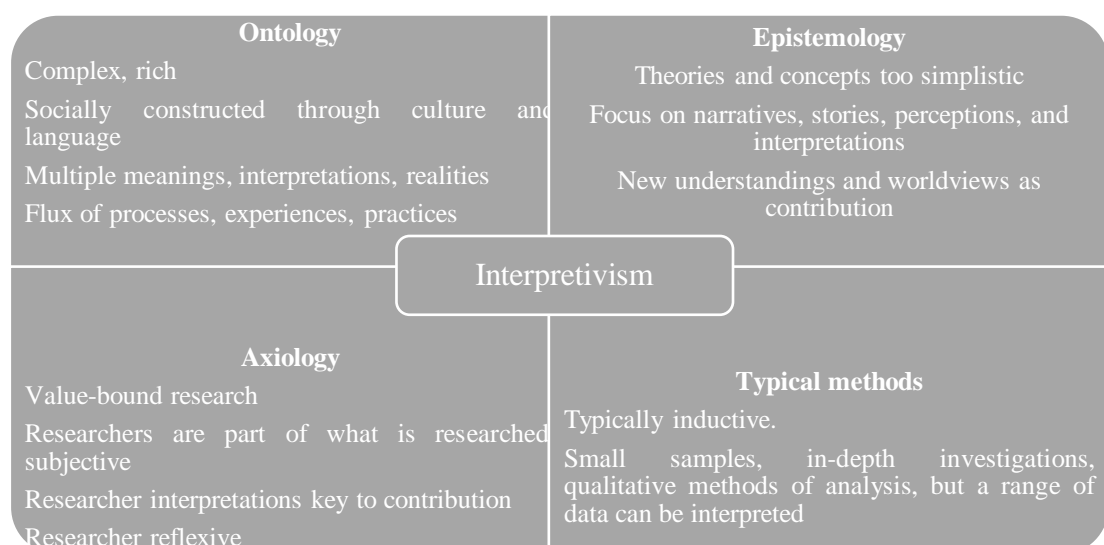 Ontology
Complex, rich
Socially constructed through culture and
language
Multiple meanings, interpretations, realities
Flux of processes, experiences, practices
Epistemology
Theories and concepts too simplistic
Focus on narratives, stories, perceptions, and
interpretations
New understandings and worldviews as
contribution
Interpretivism
Axiology
Value-bound research
Researchers are part of what is researched
subjective
Researcher interpretations key to contribution
Researcher reflexive
Typical methods
Typically inductive.
Small samples, in-depth investigations,
qualitative methods of analysis, but a range of
data can be interpreted